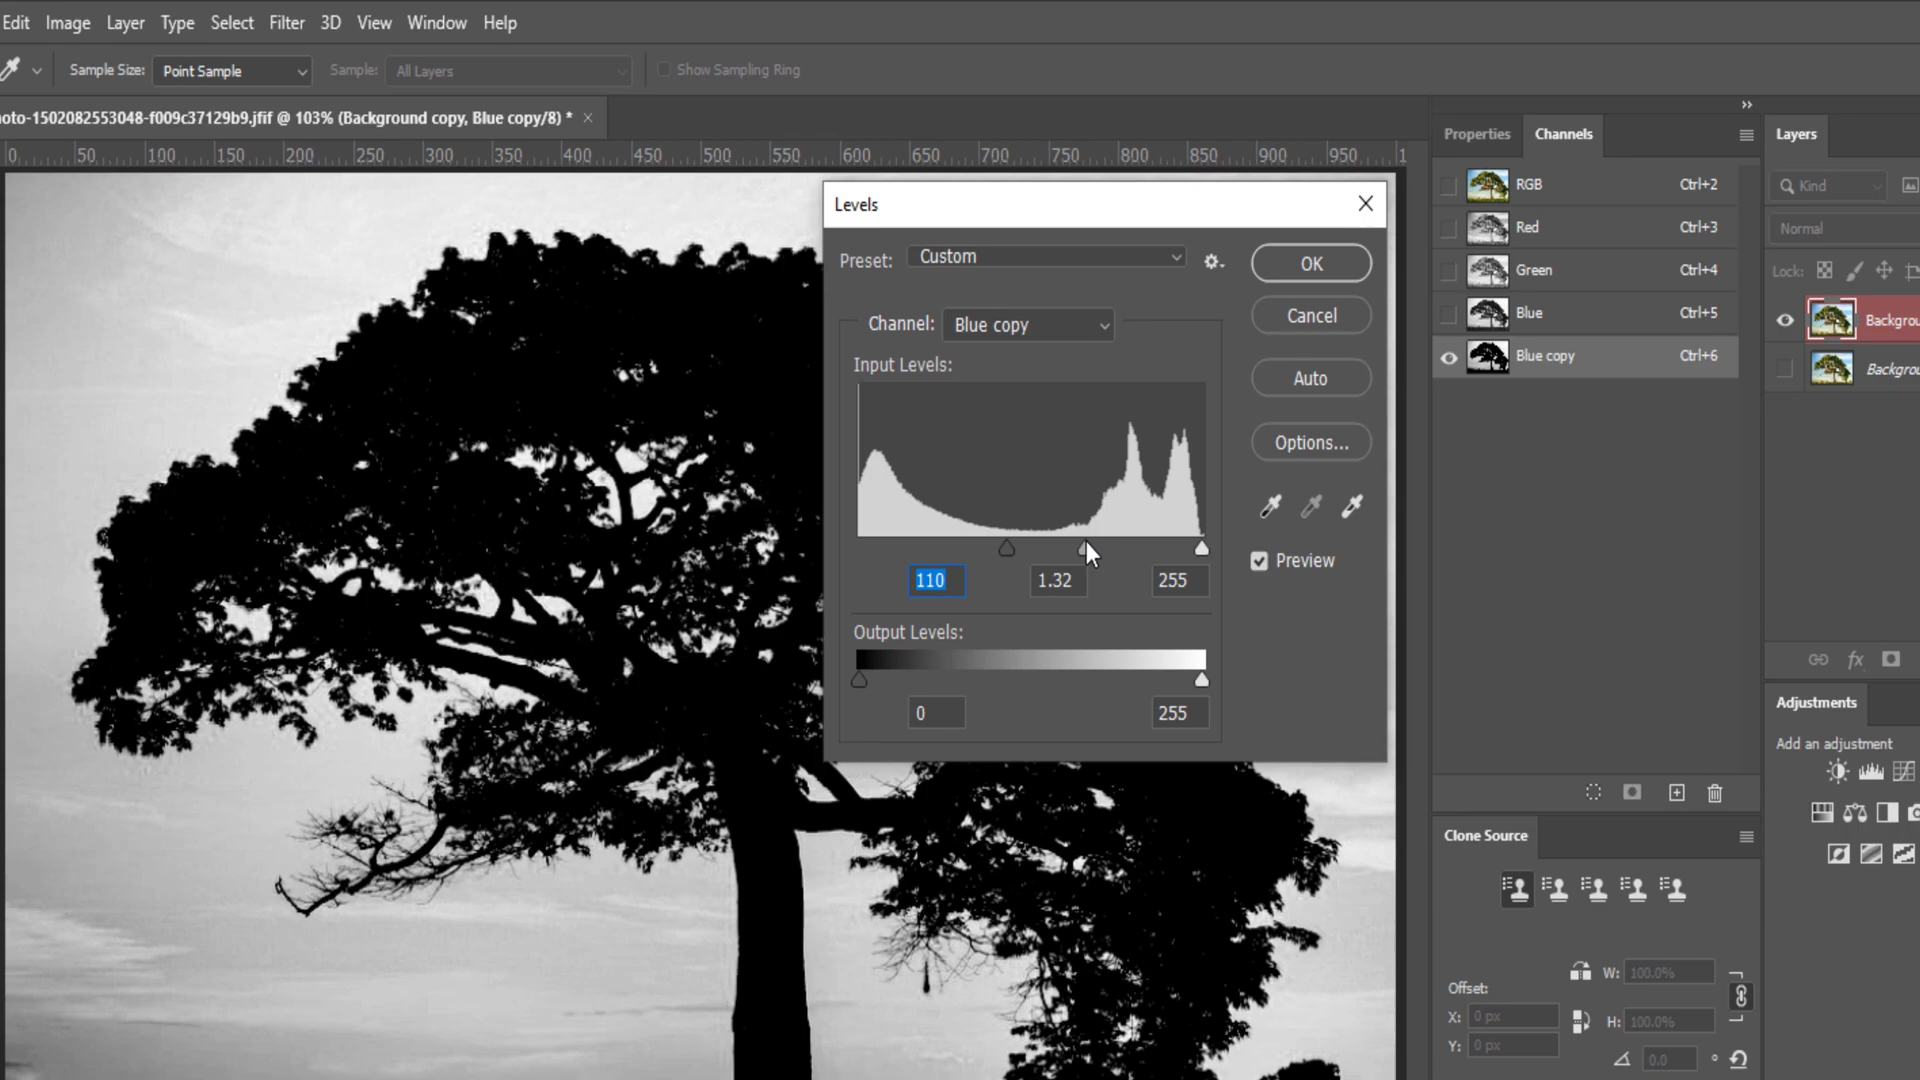 Edit Image Layer Type Select Filter 3D View Window Help
Sample Size: Point Sample Sample: All Layers Show Sampling Ring
oto-1502082553048-f009c37129b9.jfif @ 103% (Background copy, Blue copy/8) * ×
0 50 100 150 200 250 300 350 400 450 500 550 600 650 700 750 800 850 900 950 1
Levels
Preset: Custom
OK
Channel: Blue copy
Cancel
Input Levels:
Auto
Options...
Preview
110 1.32 255
Output Levels:
0 255
Properties Channels
RGB Ctrl+2
Red Ctrl+3
Green Ctrl+4
Blue Ctrl+5
Blue copy Ctrl+6
Layers
Kind
Normal
Lock:
Backgrou
Backgrou
fx
Adjustments
Add an adjustment
Clone Source
Offset:
W: 100.0%
X: 0 px
H: 100.0%
Y: 0 px
0.0 °